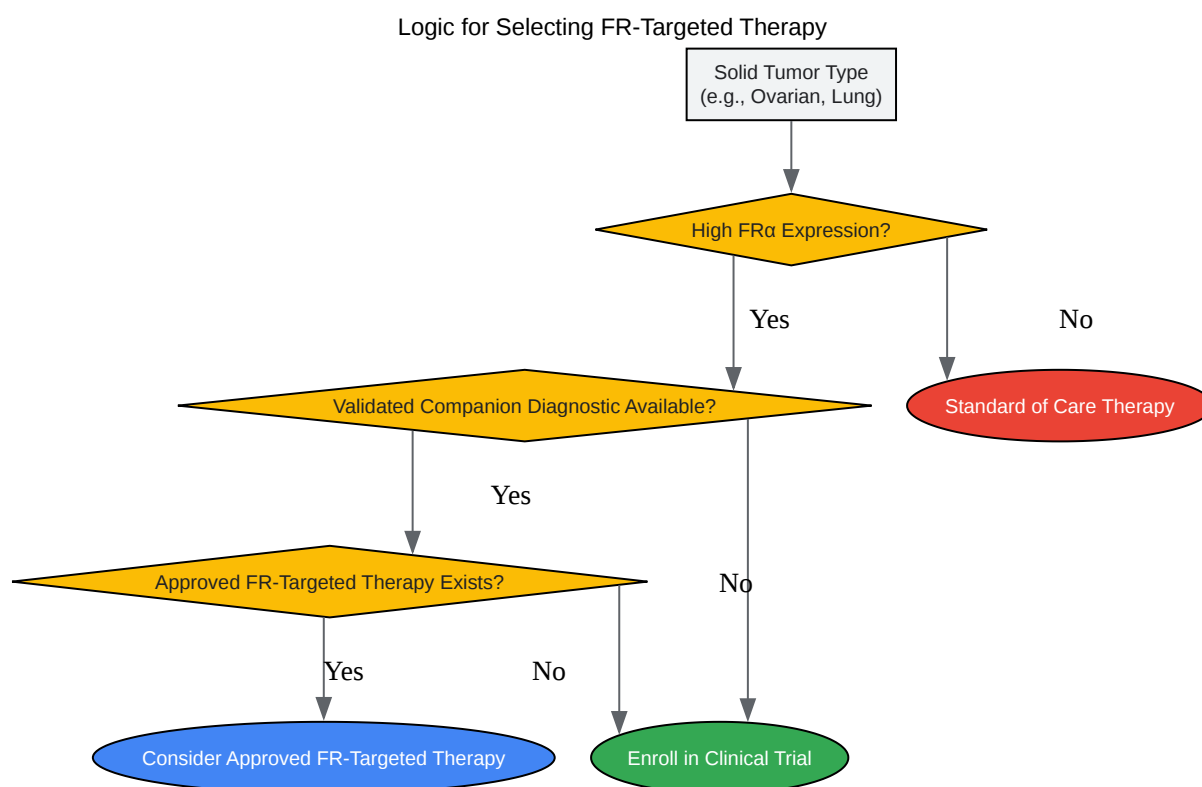 Logic for Selecting FR-Targeted Therapy
Solid Tumor Type
(e.g., Ovarian, Lung)
High FRα Expression?
Yes
No
Validated Companion Diagnostic Available?
Standard of Care Therapy
Yes
Approved FR-Targeted Therapy Exists?
No
Yes
No
Consider Approved FR-Targeted Therapy
Enroll in Clinical Trial